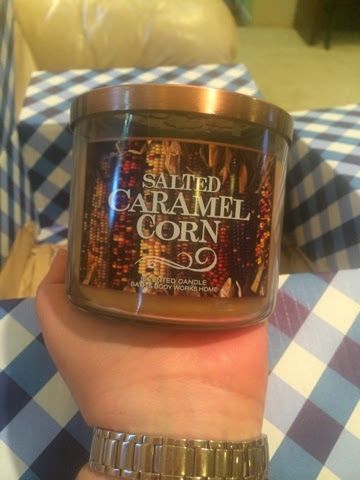 SALTED
CARAMEL
CORN
SCENTED CANDLE
BATH & BODY WORKS HOME